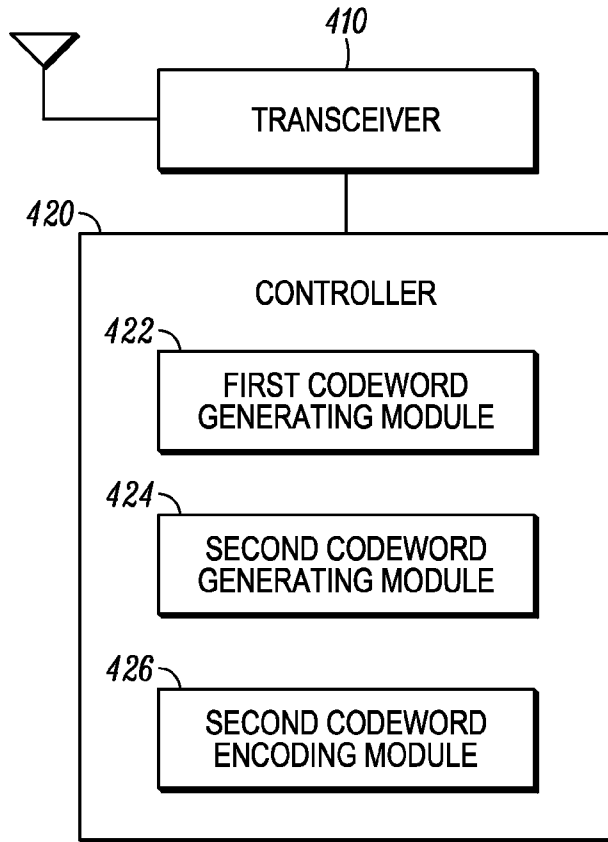 410
TRANSCEIVER
420
CONTROLLER
422
FIRST CODEWORD
GENERATING MODULE
424
SECOND CODEWORD
GENERATING MODULE
426
SECOND CODEWORD
ENCODING MODULE